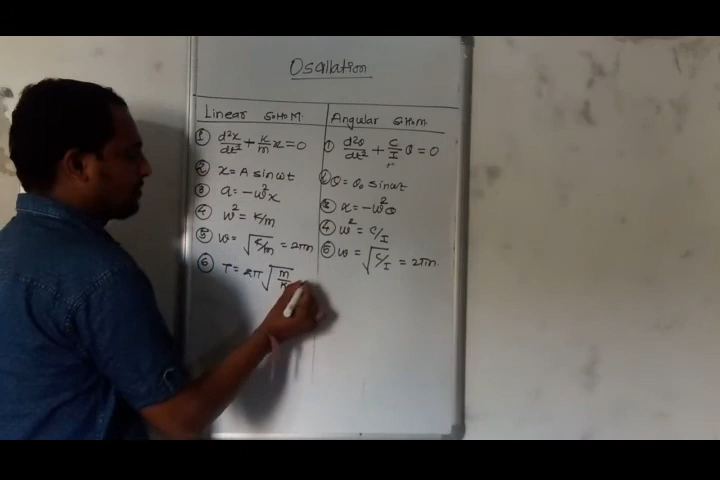 Oscillation
Linear S.H.M.
① d²x/dt² + K/m x = 0
② x = A sin ωt
③ a = -ω²x
④ ω² = K/m
⑤ ω = √K/m = 2πn
⑥ T = 2π √m/K
Angular S.H.M.
① d²θ/dt² + C/I θ = 0
② θ = θ₀ sin ωt
③ α = -ω²θ
④ ω² = C/I
⑤ ω = √C/I = 2πn